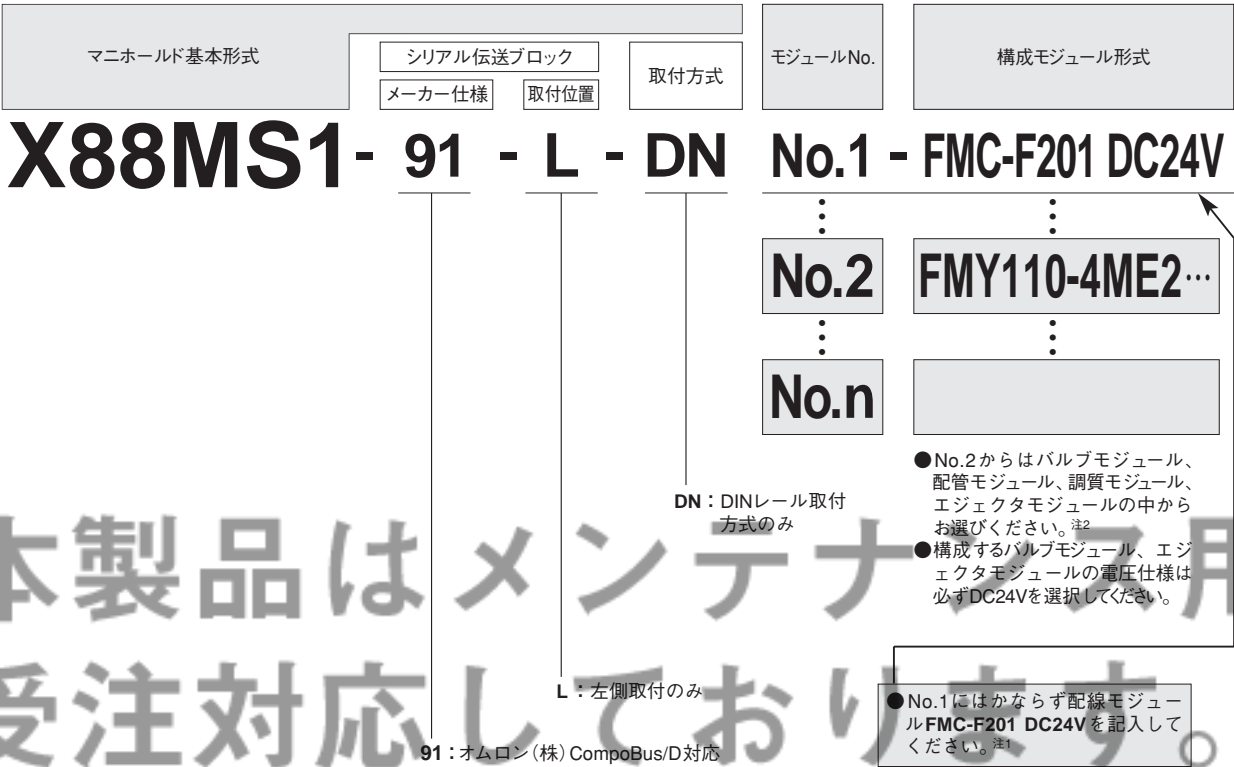 マニホールド基本形式
シリアル伝送ブロック
メーカー仕様
取付位置
取付方式
モジュールNo.
構成モジュール形式
X88MS1- 91 - L - DN No.1 - FMC-F201 DC24V
No.2 FMY110-4ME2…
No.n
●No.2からはバルブモジュール、
配管モジュール、調質モジュール、
エジェクタモジュールの中から
お選びください。注2
●構成するバルブモジュール、エジ
ェクタモジュールの電圧仕様は
必ずDC24Vを選択してください。
DN：DINレール取付
方式のみ
本製品はメンテナンス用
受注対応しております。
L：左側取付のみ
●No.1にはかならず配線モジュー
ルFMC-F201 DC24Vを記入して
ください。注1
91：オムロン（株）CompoBus/D対応